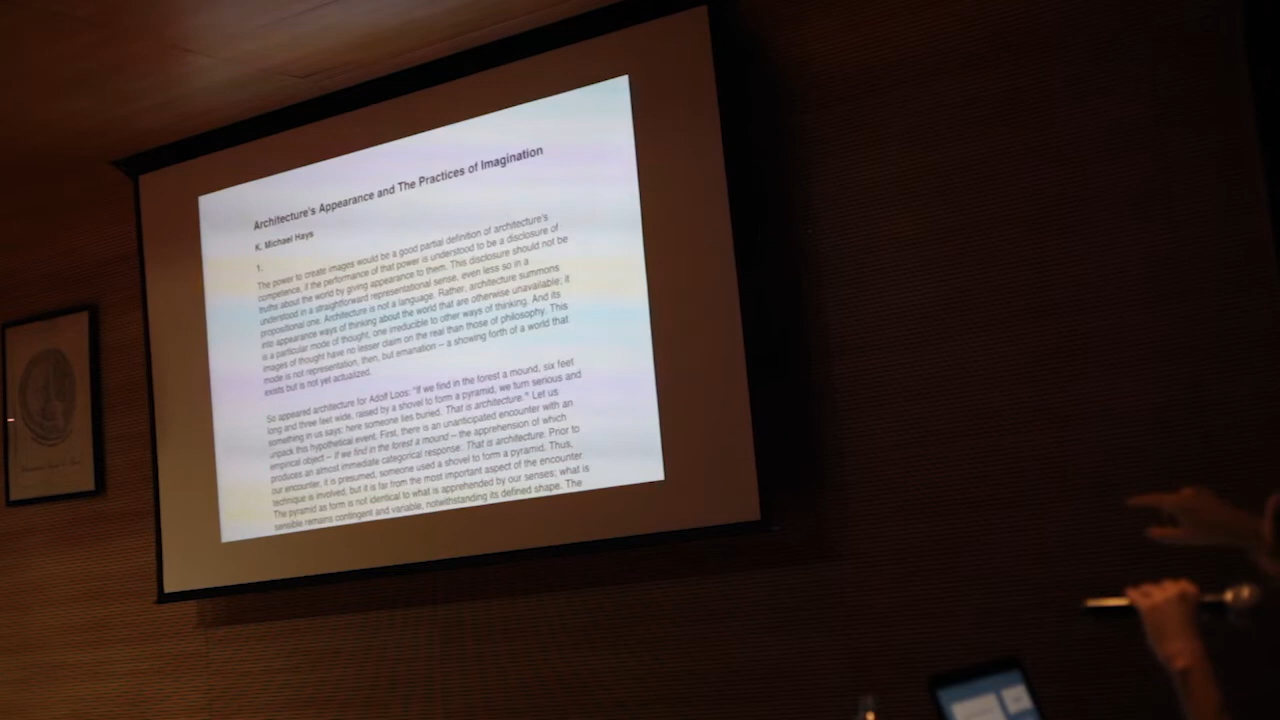 Architecture's Appearance and The Practices of Imagination
K. Michael Hays
1.
The power to create images would be a good partial definition of architecture's
competence, if the performance of that power is understood to be a disclosure of
truths about the world by giving appearance to them. This disclosure should not be
understood in a straightforward representational sense, even less so in a
propositional one. Architecture is not a language. Rather, architecture summons
into appearance ways of thinking about the world that are otherwise unavailable; it
is a particular mode of thought, one irreducible to other ways of thinking. And its
images of thought have no lesser claim on the real than those of philosophy. This
mode is not representation, then, but emanation – a showing forth of a world that
exists but is not yet actualized.
So appeared architecture for Adolf Loos: "If we find in the forest a mound, six feet
long and three feet wide, raised by a shovel to form a pyramid, we turn serious and
something in us says: here someone lies buried. That is architecture." Let us
unpack this hypothetical event. First, there is an unanticipated encounter with an
empirical object – If we find in the forest a mound – the apprehension of which
produces an almost immediate categorical response: That is architecture. Prior to
our encounter, it is presumed, someone used a shovel to form a pyramid. Thus,
technique is involved, but it is far from the most important aspect of the encounter.
The pyramid as form is not identical to what is apprehended by our senses; what is
sensible remains contingent and variable, notwithstanding its defined shape. The